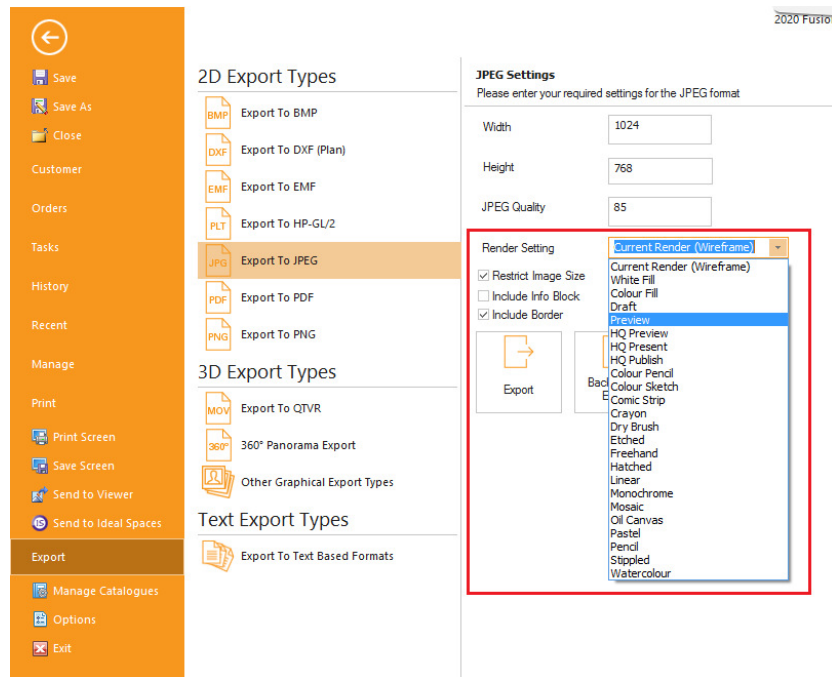 2020 Fusion
Save
Save As
Close
Customer
Orders
Tasks
History
Recent
Manage
Print
Print Screen
Save Screen
Send to Viewer
iS
Send to Ideal Spaces
Export
Manage Catalogues
Options
Exit
2D Export Types
BMP
Export To BMP
DXF
Export To DXF (Plan)
EMF
Export To EMF
PLT
Export To HP-GL/2
JPG
Export To JPEG
PDF
Export To PDF
PNG
Export To PNG
3D Export Types
MOV
Export To QTVR
360°
360° Panorama Export
Other Graphical Export Types
Text Export Types
Export To Text Based Formats
JPEG Settings
Please enter your required settings for the JPEG format
Width 1024
Height 768
JPEG Quality 85
Render Setting Current Render (Wireframe)
Restrict Image Size
Include Info Block
Include Border
Export
Bac
E
Current Render (Wireframe)
White Fill
Colour Fill
Draft
Preview
HQ Preview
HQ Present
HQ Publish
Colour Pencil
Colour Sketch
Comic Strip
Crayon
Dry Brush
Etched
Freehand
Hatched
Linear
Monochrome
Mosaic
Oil Canvas
Pastel
Pencil
Stippled
Watercolour